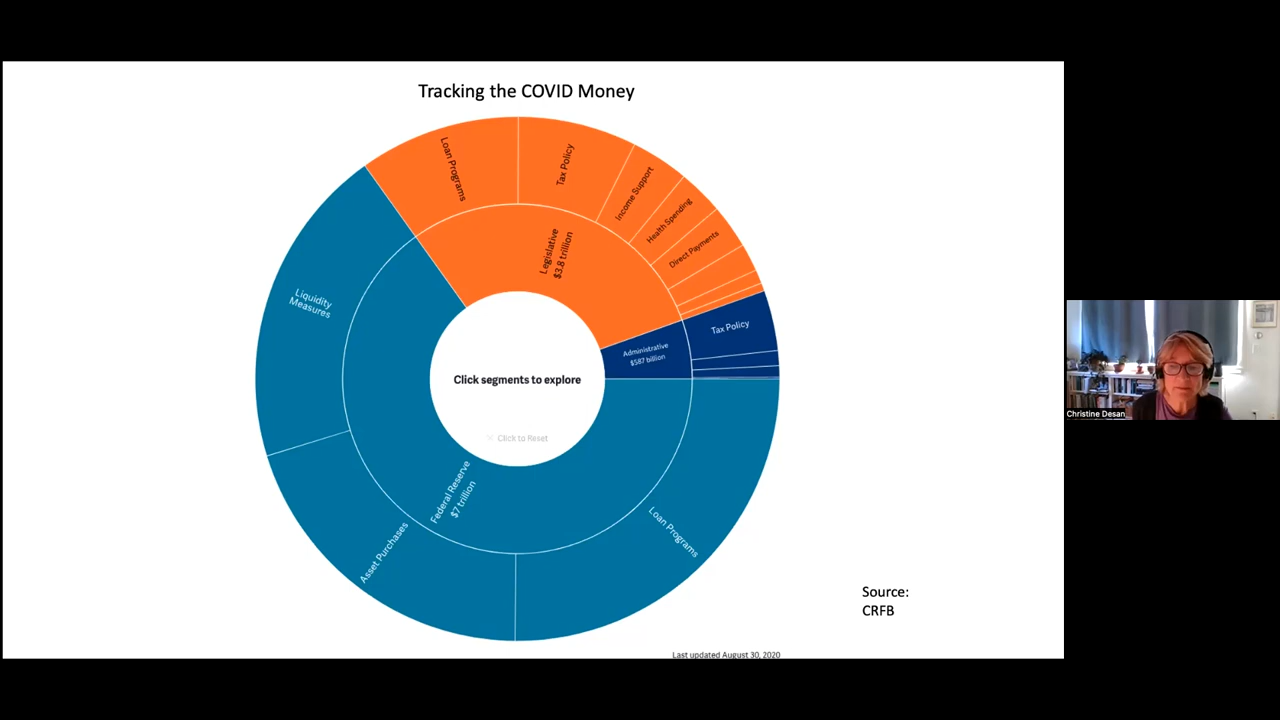 Tracking the COVID Money
Loan Programs
Tax Policy
Income Support
Health Spending
Direct Payments
Legislative
$3.8 trillion
Tax Policy
Administrative
$587 billion
Liquidity
Measures
Click segments to explore
Click to Reset
Federal Reserve
$7 trillion
Asset Purchases
Loan Programs
Source:
CRFB
Last updated August 30, 2020
Christine Desan